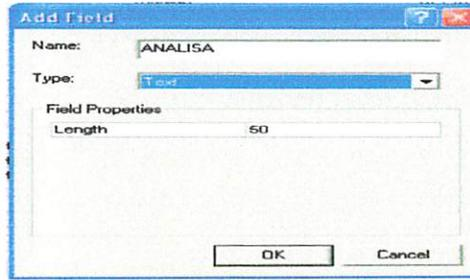 Add Field
Name: ANALISA
Type: Text
Field Properties
Length 50
OK Cancel